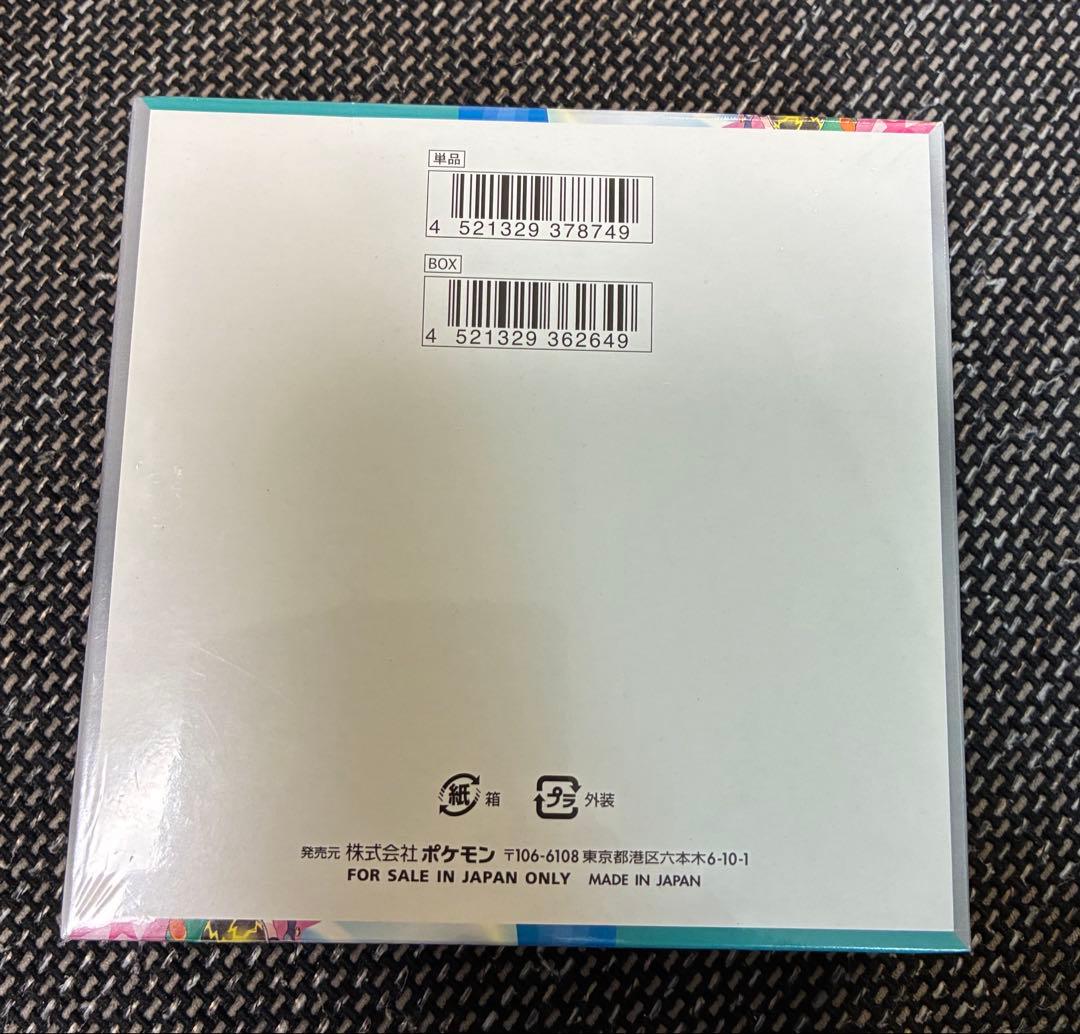 単品
4 521329 378749
BOX
4 521329 362649
紙 箱 プラ 外装
発売元 株式会社ポケモン 〒106-6108 東京都港区六本木6-10-1
FOR SALE IN JAPAN ONLY MADE IN JAPAN